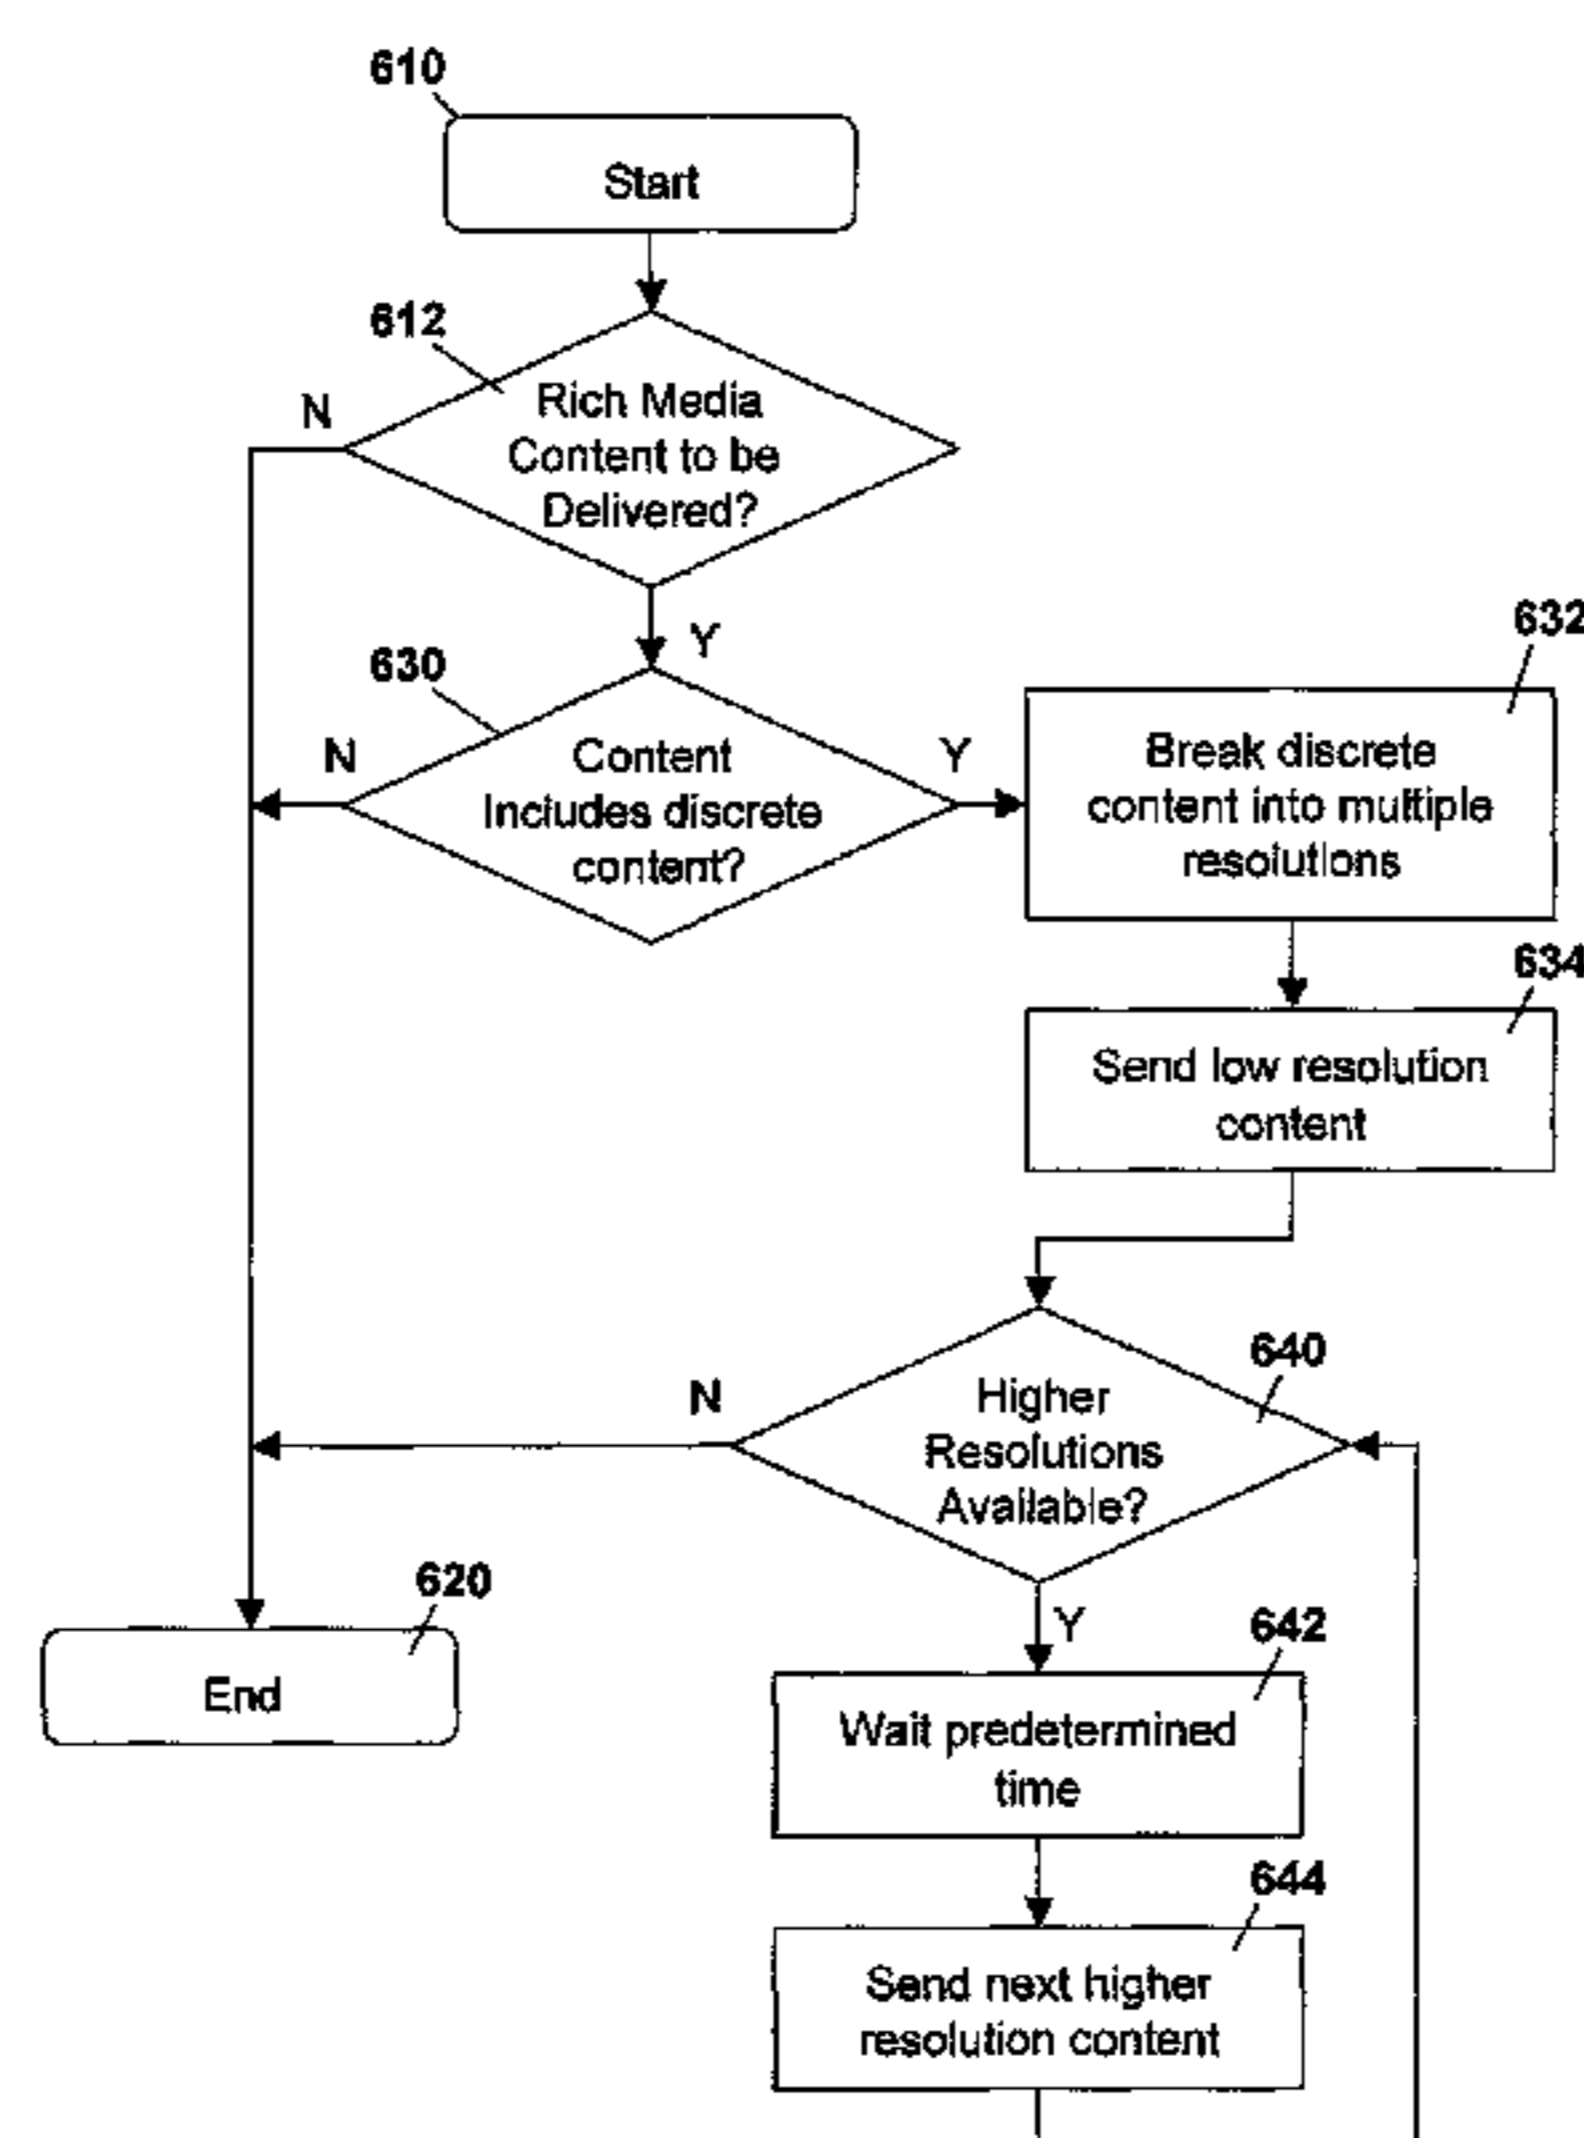 610
Start
612
N
Rich Media
Content to be
Delivered?
Y
630
N
Content
Includes discrete
content?
Y
632
Break discrete
content into multiple
resolutions
634
Send low resolution
content
640
N
Higher
Resolutions
Available?
620
End
Y
642
Wait predetermined
time
644
Send next higher
resolution content